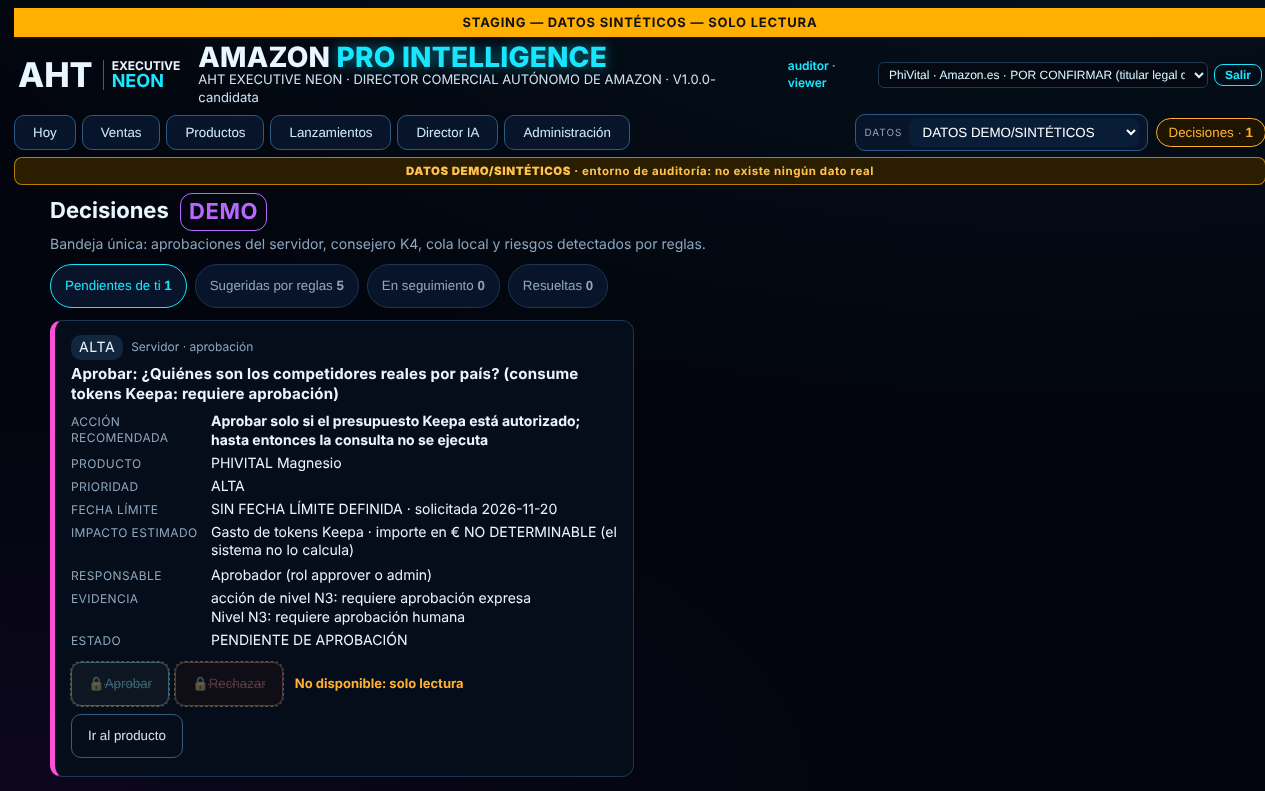 STAGING — DATOS SINTÉTICOS — SOLO LECTURA
AHT
EXECUTIVE
NEON
AMAZON PRO INTELLIGENCE
AHT EXECUTIVE NEON · DIRECTOR COMERCIAL AUTÓNOMO DE AMAZON · V1.0.0-
candidata
auditor ·
viewer
PhiVital · Amazon.es · POR CONFIRMAR (titular legal c
Salir
Hoy
Ventas
Productos
Lanzamientos
Director IA
Administración
DATOS
DATOS DEMO/SINTÉTICOS
Decisiones · 1
DATOS DEMO/SINTÉTICOS · entorno de auditoría: no existe ningún dato real
Decisiones DEMO
Bandeja única: aprobaciones del servidor, consejero K4, cola local y riesgos detectados por reglas.
Pendientes de ti 1
Sugeridas por reglas 5
En seguimiento 0
Resueltas 0
ALTA Servidor · aprobación
Aprobar: ¿Quiénes son los competidores reales por país? (consume
tokens Keepa: requiere aprobación)
ACCIÓN
RECOMENDADA
Aprobar solo si el presupuesto Keepa está autorizado;
hasta entonces la consulta no se ejecuta
PRODUCTO
PHIVITAL Magnesio
PRIORIDAD
ALTA
FECHA LÍMITE
SIN FECHA LÍMITE DEFINIDA · solicitada 2026-11-20
IMPACTO ESTIMADO
Gasto de tokens Keepa · importe en € NO DETERMINABLE (el
sistema no lo calcula)
RESPONSABLE
Aprobador (rol approver o admin)
EVIDENCIA
acción de nivel N3: requiere aprobación expresa
Nivel N3: requiere aprobación humana
ESTADO
PENDIENTE DE APROBACIÓN
Aprobar
Rechazar
No disponible: solo lectura
Ir al producto